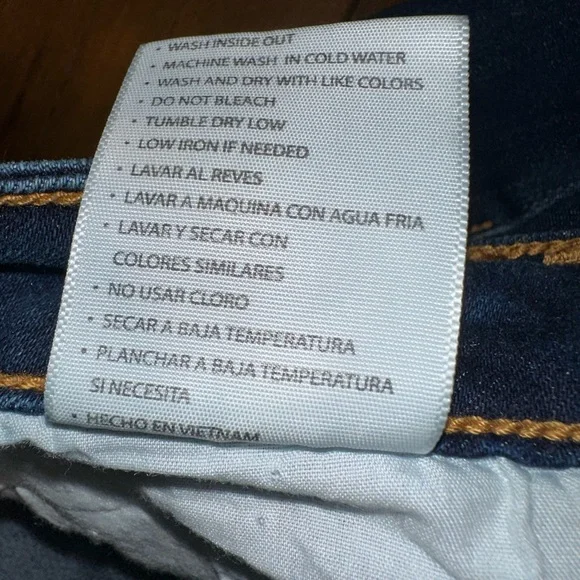 • WASH INSIDE OUT
• MACHINE WASH IN COLD WATER
• WASH AND DRY WITH LIKE COLORS
• DO NOT BLEACH
• TUMBLE DRY LOW
• LOW IRON IF NEEDED
• LAVAR AL REVES
• LAVAR A MAQUINA CON AGUA FRIA
• LAVAR Y SECAR CON
COLORES SIMILARES
• NO USAR CLORO
• SECAR A BAJA TEMPERATURA
• PLANCHAR A BAJA TEMPERATURA
SI NECESITA
• HECHO EN VIETNAM